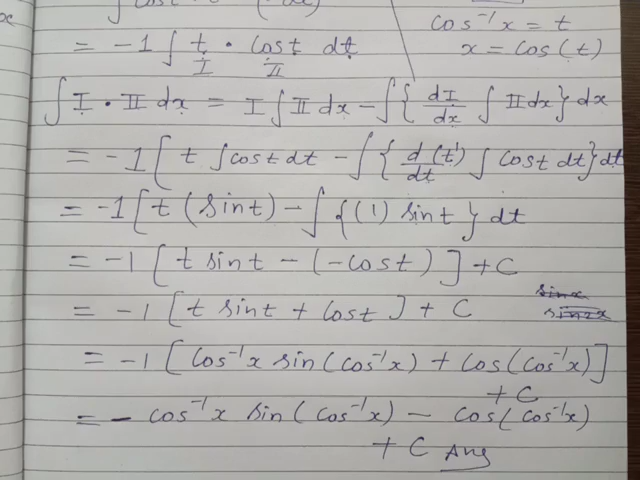 x
cos⁻¹x = t
= -1 ∫ t · cost dt
I II
x = cos(t)
∫ I · II dx = I ∫ II dx - ∫ { dI/dx ∫ II dx } dx
= -1 [ t ∫ cost dt - ∫ { d/dt (t) ∫ cost dt } dt
= -1 [ t (sint) - ∫ { (1) sint } dt
= -1 [ t sint - (-cost) ] + C
= -1 [ t sint + cost ] + C
= -1 [ cos⁻¹x sin(cos⁻¹x) + cos(cos⁻¹x) ]
+ C
= - cos⁻¹x sin(cos⁻¹x) - cos(cos⁻¹x)
+ C Ans